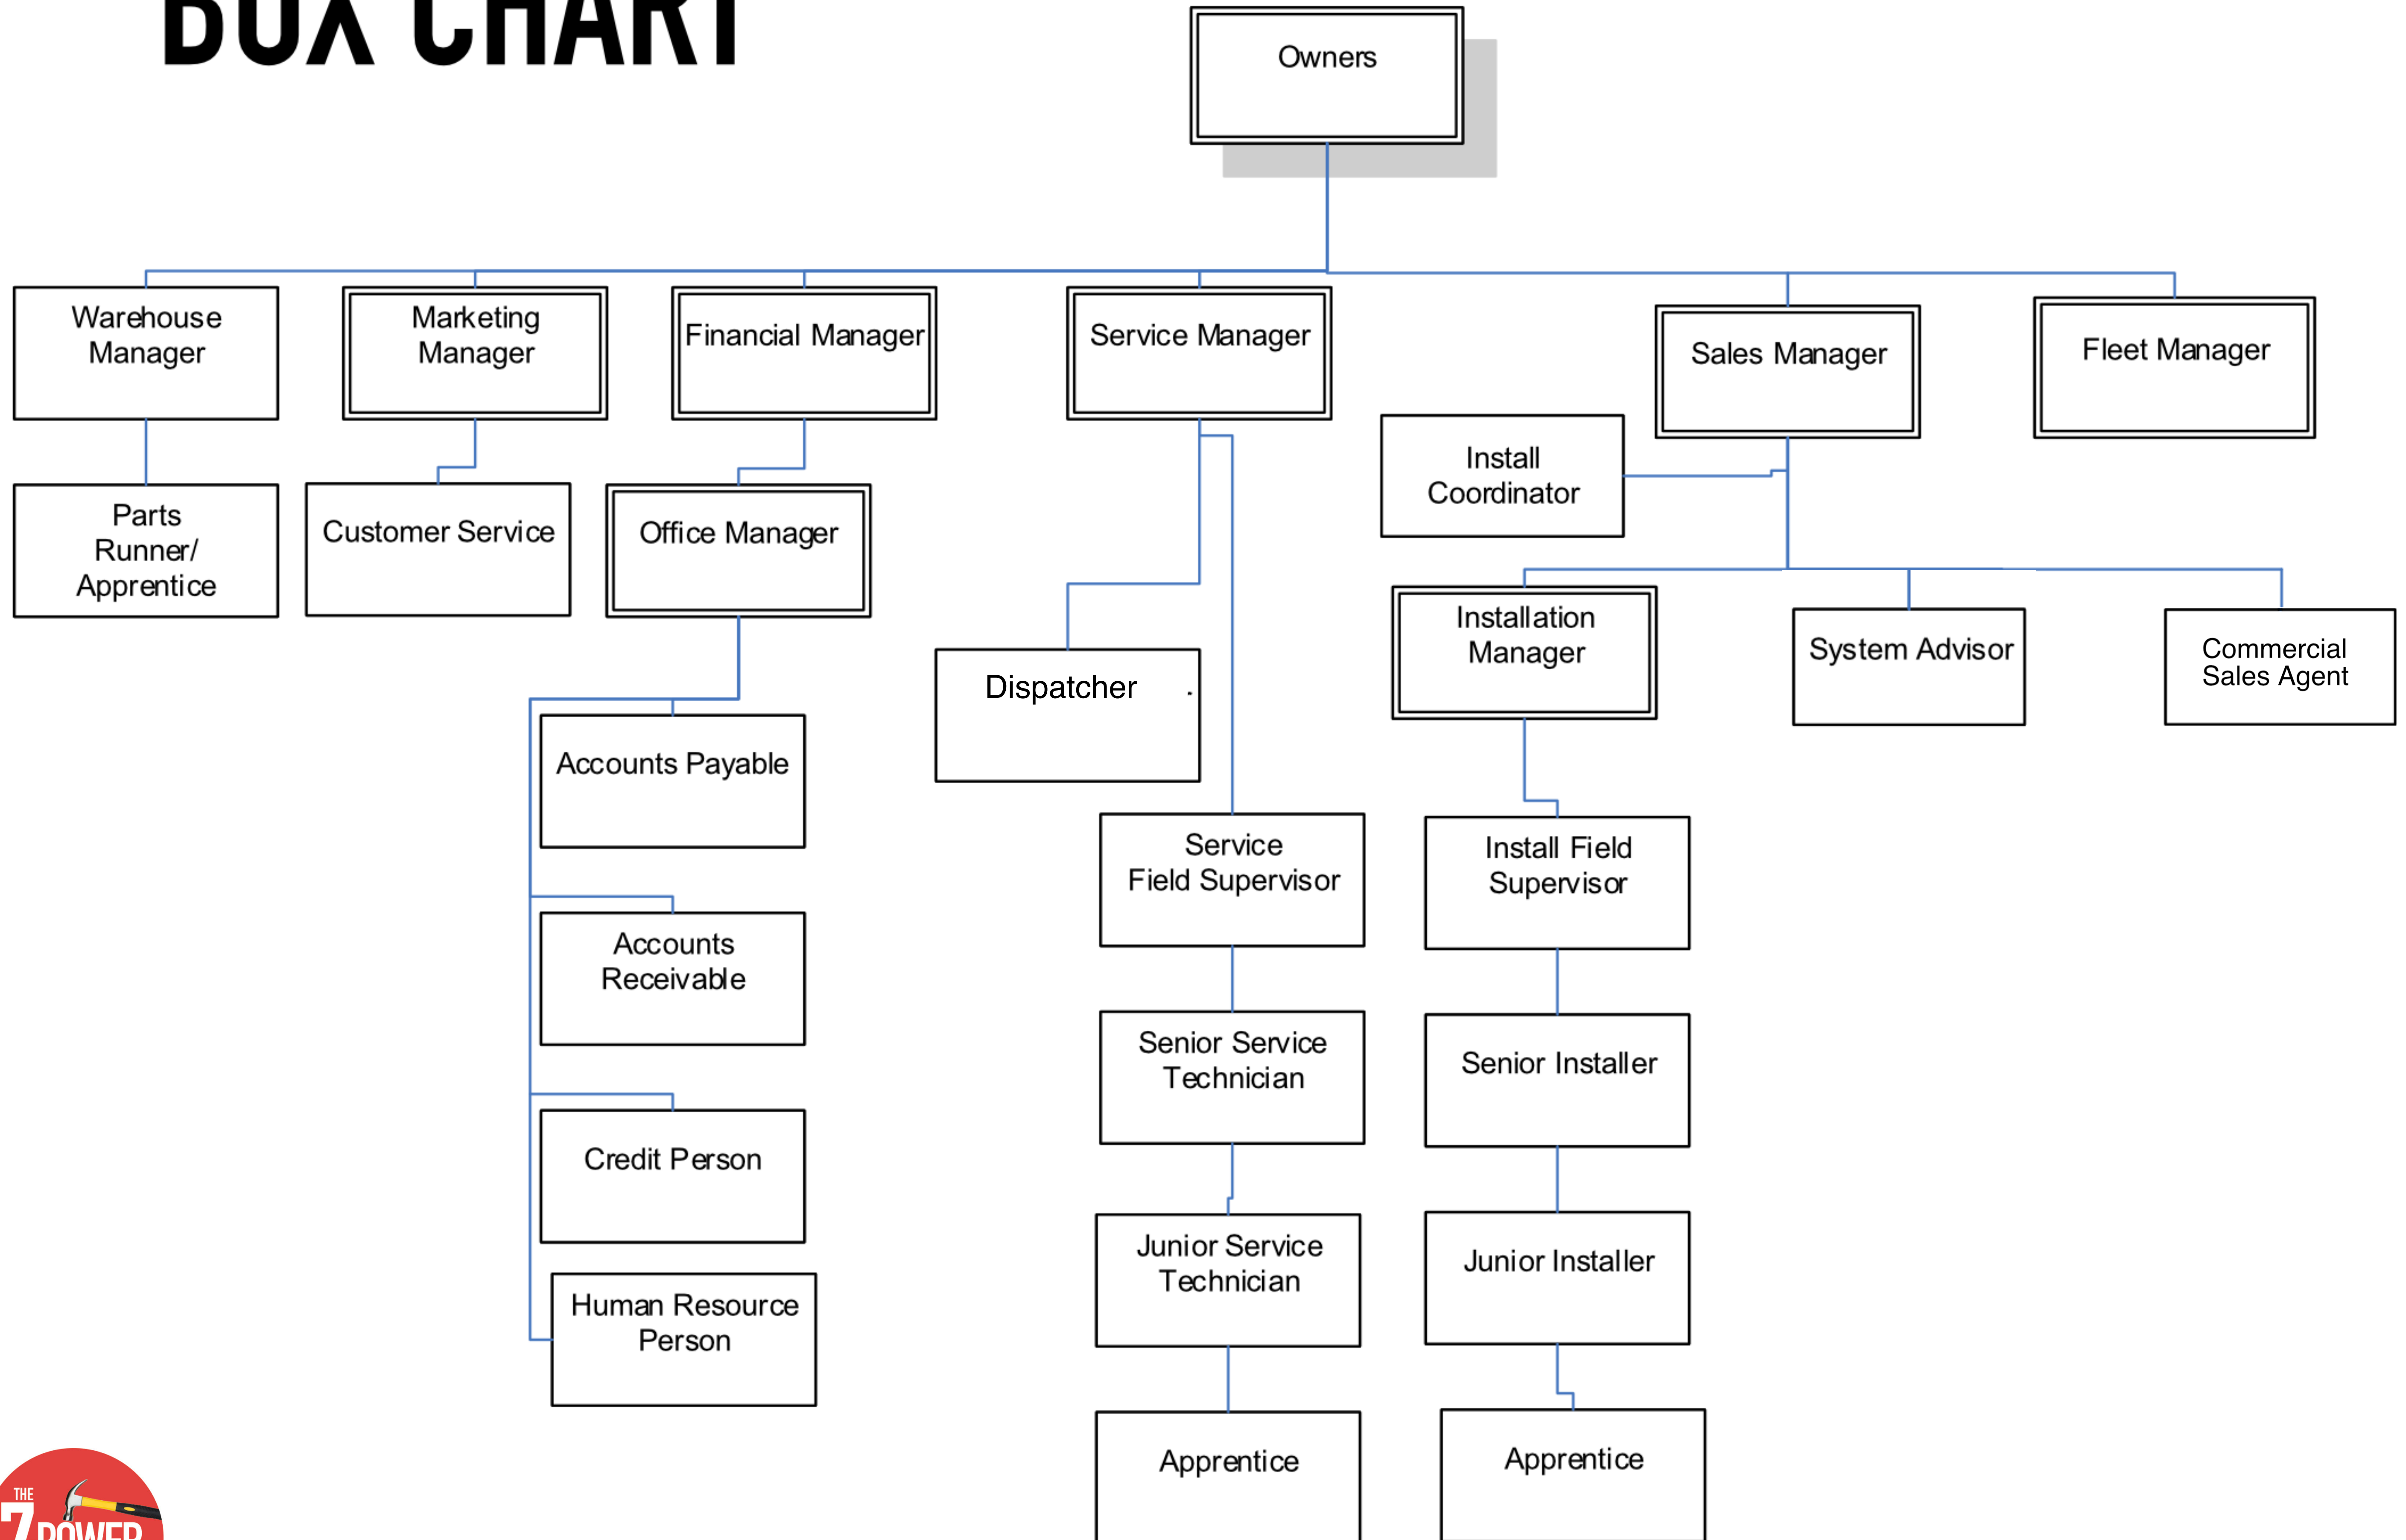 BOX CHART
Owners
Warehouse
Manager
Marketing
Manager
Financial Manager
Service Manager
Sales Manager
Fleet Manager
Install
Coordinator
Parts
Runner/
Apprentice
Customer Service
Office Manager
Installation
Manager
System Advisor
Commercial
Sales Agent
Dispatcher .
Accounts Payable
Service
Field Supervisor
Install Field
Supervisor
Accounts
Receivable
Senior Service
Technician
Senior Installer
Credit Person
Junior Service
Technician
Junior Installer
Human Resource
Person
Apprentice
Apprentice
THE
7 POWER